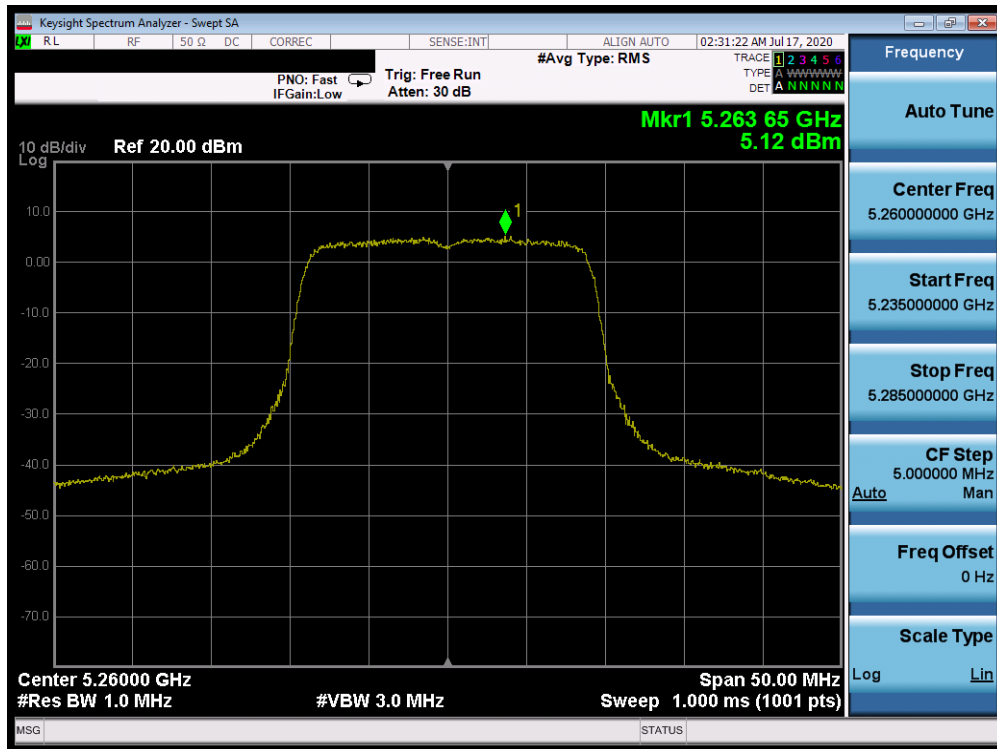 Keysight Spectrum Analyzer - Swept SA
LXI RL RF 50 Ω DC CORREC SENSE:INT ALIGN AUTO 02:31:22 AM Jul 17, 2020
#Avg Type: RMS TRACE 1 2 3 4 5 6
PNO: Fast Trig: Free Run TYPE A WWWWW
IFGain:Low Atten: 30 dB DET A N N N N N
Mkr1 5.263 65 GHz
5.12 dBm
10 dB/div Ref 20.00 dBm
Log
1
10.0
0.00
-10.0
-20.0
-30.0
-40.0
-50.0
-60.0
-70.0
Center 5.26000 GHz Span 50.00 MHz
#Res BW 1.0 MHz #VBW 3.0 MHz Sweep 1.000 ms (1001 pts)
MSG STATUS
Frequency
Auto Tune
Center Freq
5.260000000 GHz
Start Freq
5.235000000 GHz
Stop Freq
5.285000000 GHz
CF Step
5.000000 MHz
Auto Man
Freq Offset
0 Hz
Scale Type
Log Lin